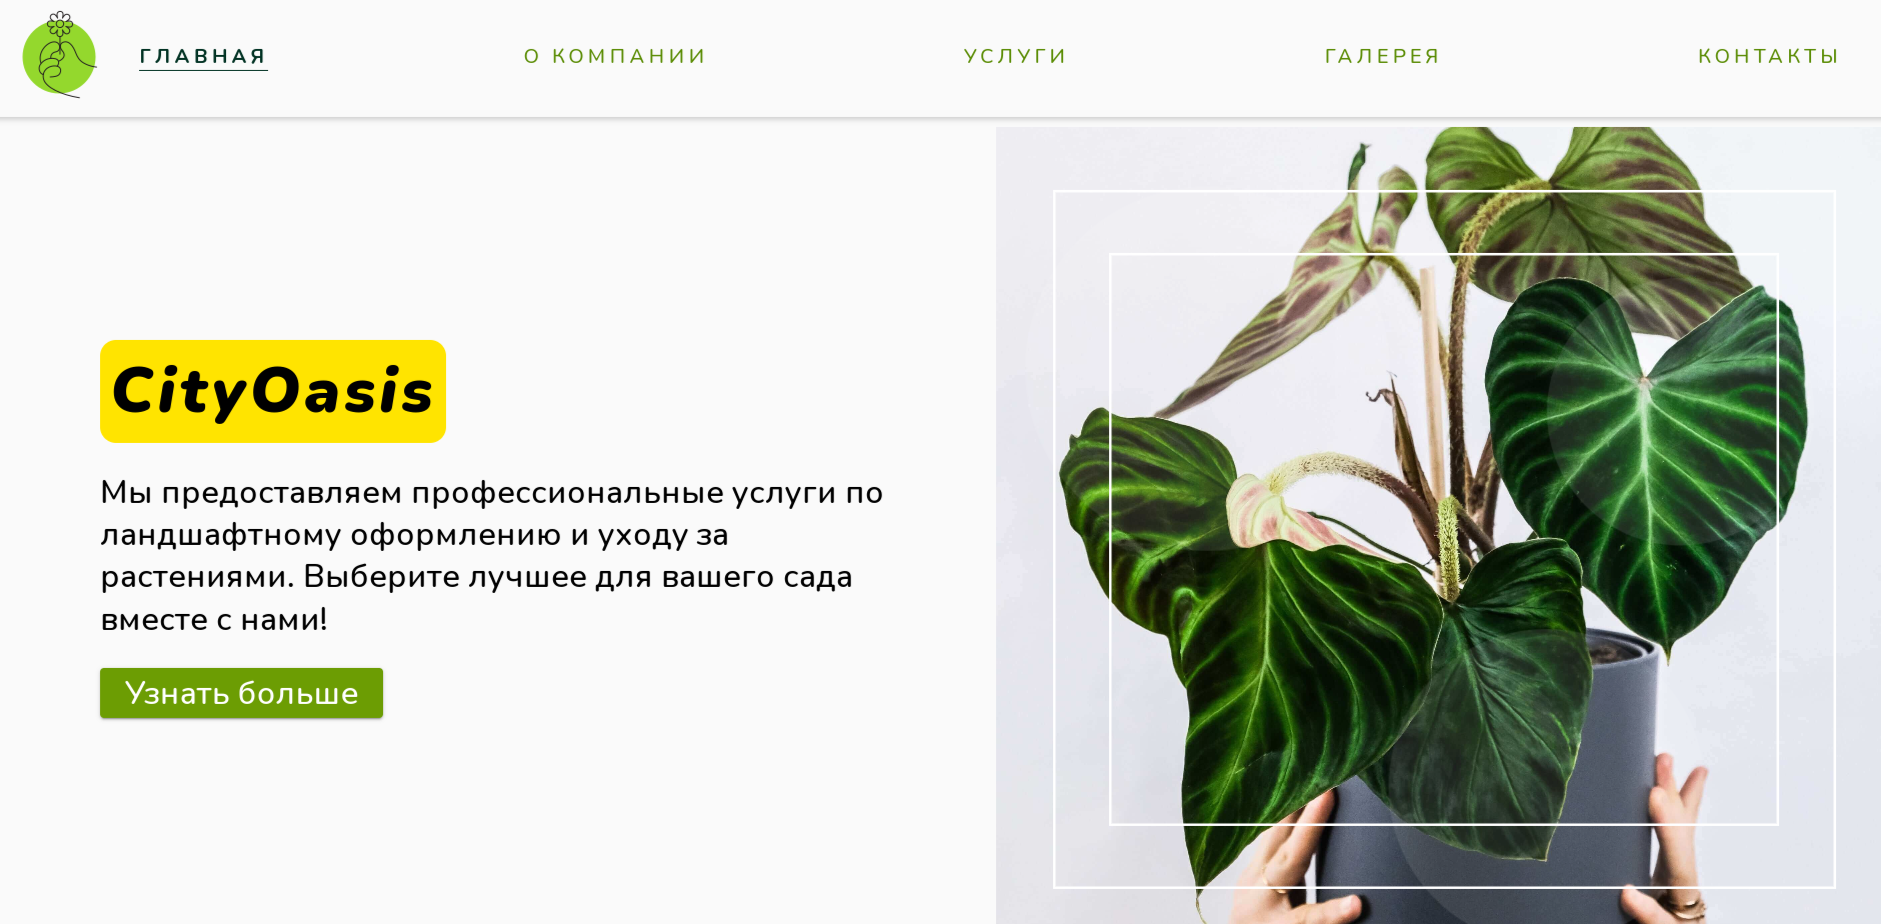 ГЛАВНАЯ
О КОМПАНИИ
УСЛУГИ
ГАЛЕРЕЯ
КОНТАКТЫ
CityOasis
Мы предоставляем профессиональные услуги по
ландшафтному оформлению и уходу за
растениями. Выберите лучшее для вашего сада
вместе с нами!
Узнать больше